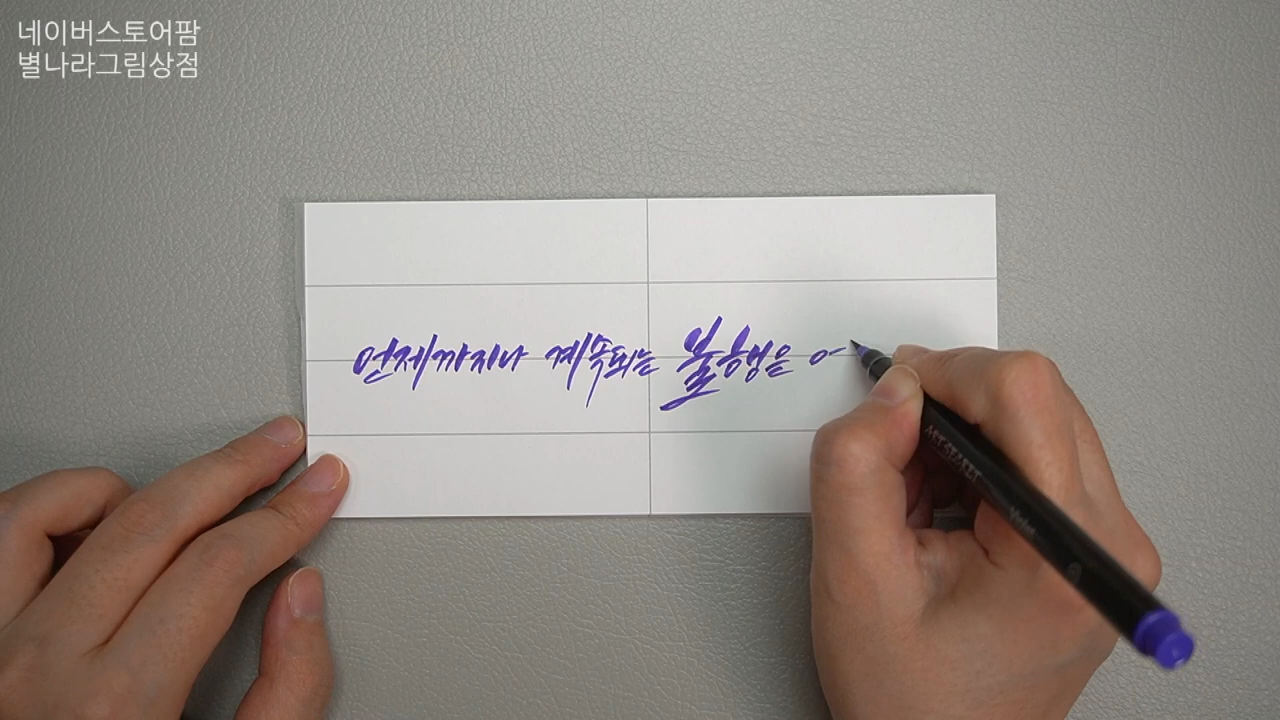 네이버스토어팜
별나라그림상점
언제까지나 계속되는 불행은 어